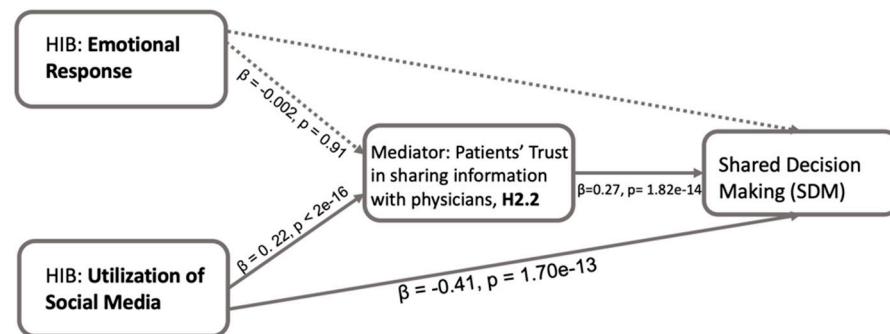 HIB: Emotional
Response
β = -0.002, p = 0.91
Mediator: Patients' Trust
in sharing information
with physicians, H2.2
β=0.27, p= 1.82e-14
Shared Decision
Making (SDM)
β = 0. 22, p < 2e-16
HIB: Utilization of
Social Media
β = -0.41, p = 1.70e-13